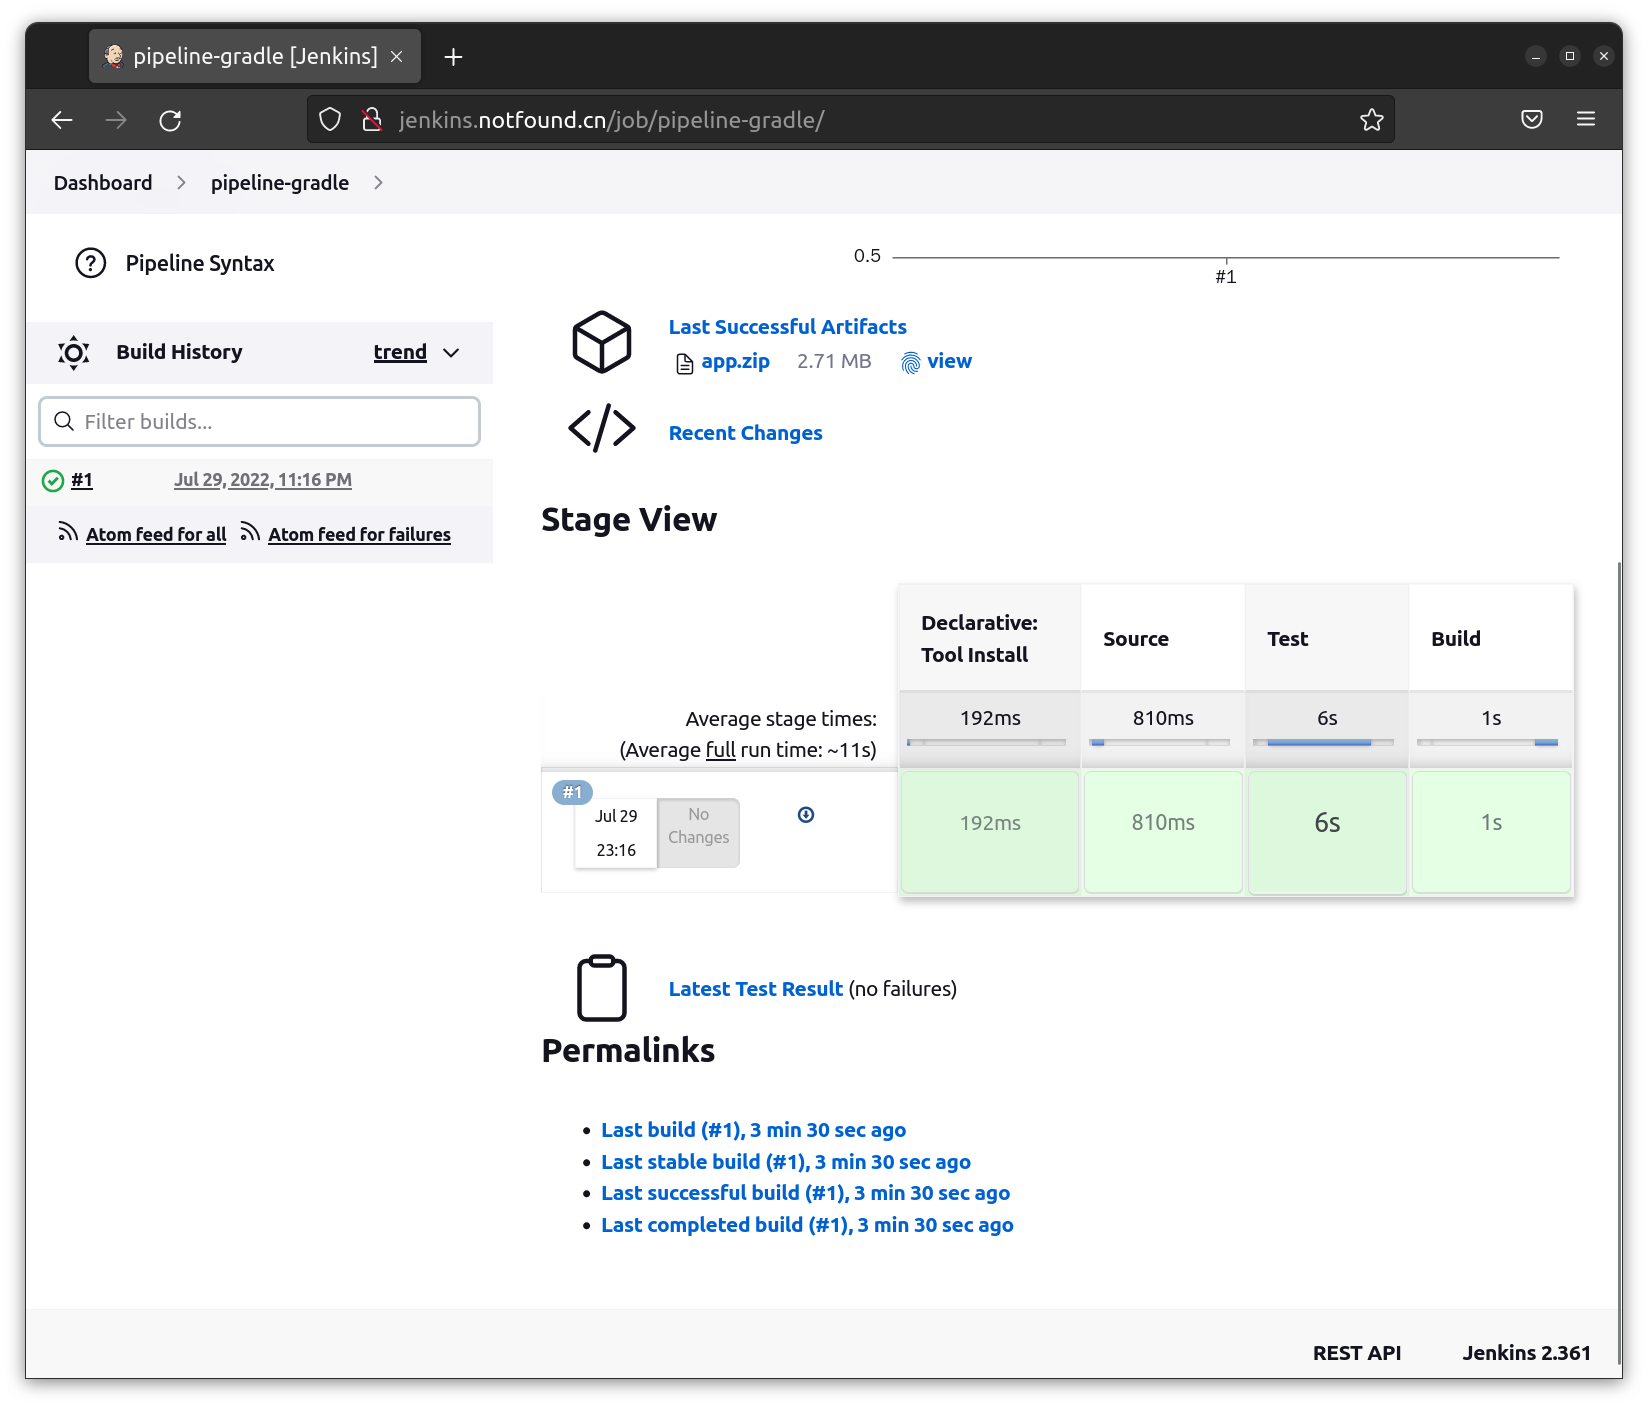 pipeline-gradle [Jenkins]
jenkins.notfound.cn/job/pipeline-gradle/
Dashboard
pipeline-gradle
Pipeline Syntax
Build History
trend
Filter builds...
#1
Jul 29, 2022, 11:16 PM
Atom feed for all
Atom feed for failures
0.5
#1
Last Successful Artifacts
app.zip 2.71 MB view
Recent Changes
Stage View
Declarative:
Tool Install
Source
Test
Build
Average stage times:
(Average full run time: ~11s)
192ms
810ms
6s
1s
#1
Jul 29
23:16
No
Changes
192ms
810ms
6s
1s
Latest Test Result (no failures)
Permalinks
Last build (#1), 3 min 30 sec ago
Last stable build (#1), 3 min 30 sec ago
Last successful build (#1), 3 min 30 sec ago
Last completed build (#1), 3 min 30 sec ago
REST API
Jenkins 2.361